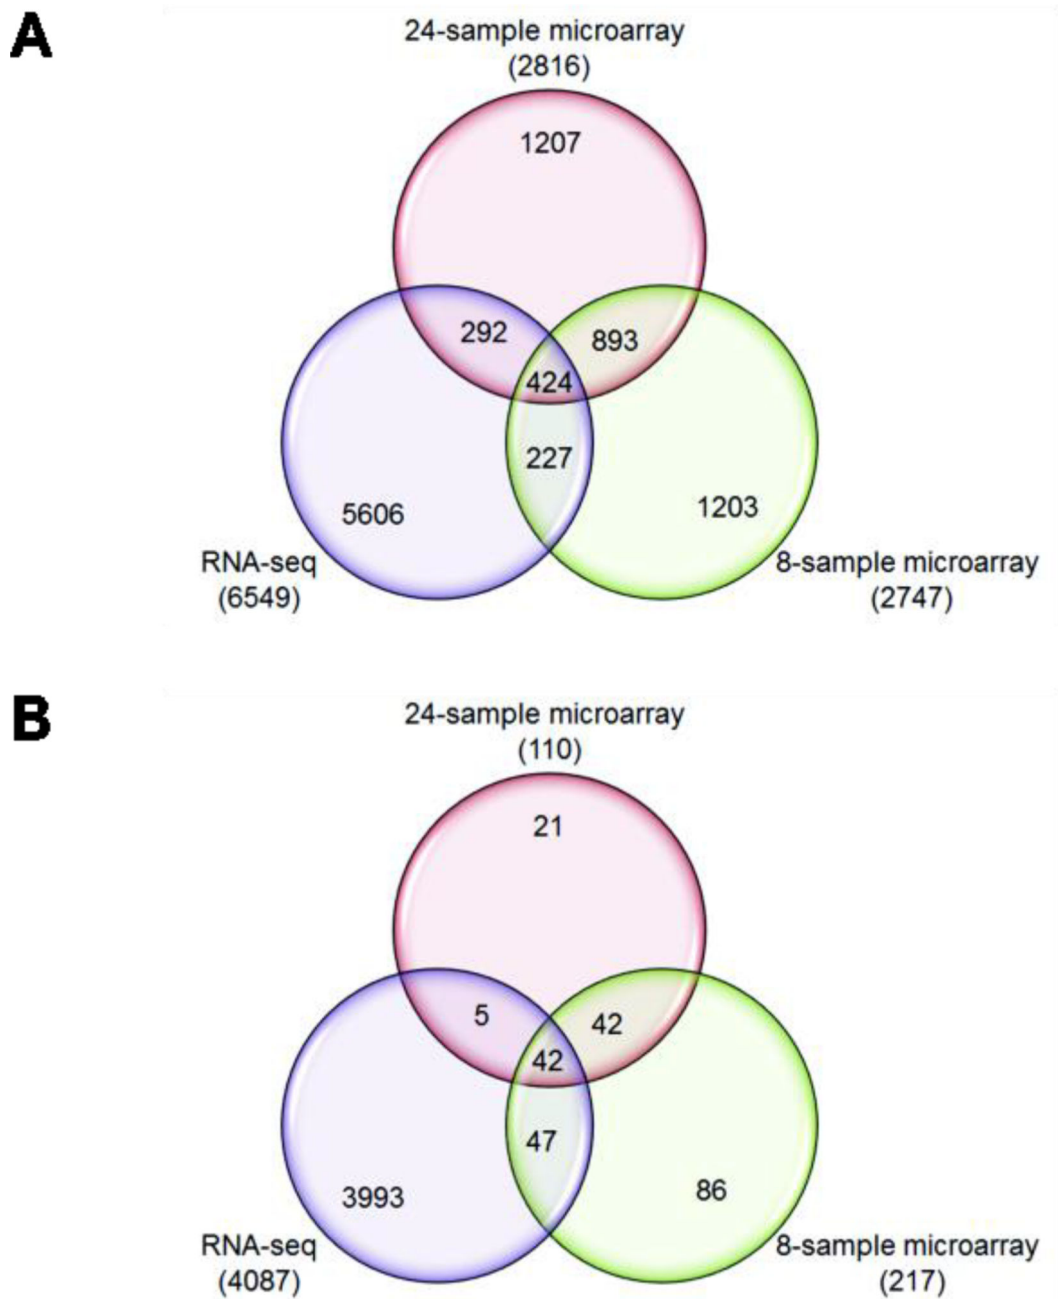 A
24-sample microarray
(2816)
1207
292
893
424
227
5606
1203
RNA-seq
(6549)
8-sample microarray
(2747)
B
24-sample microarray
(110)
21
5
42
42
47
3993
86
RNA-seq
(4087)
8-sample microarray
(217)